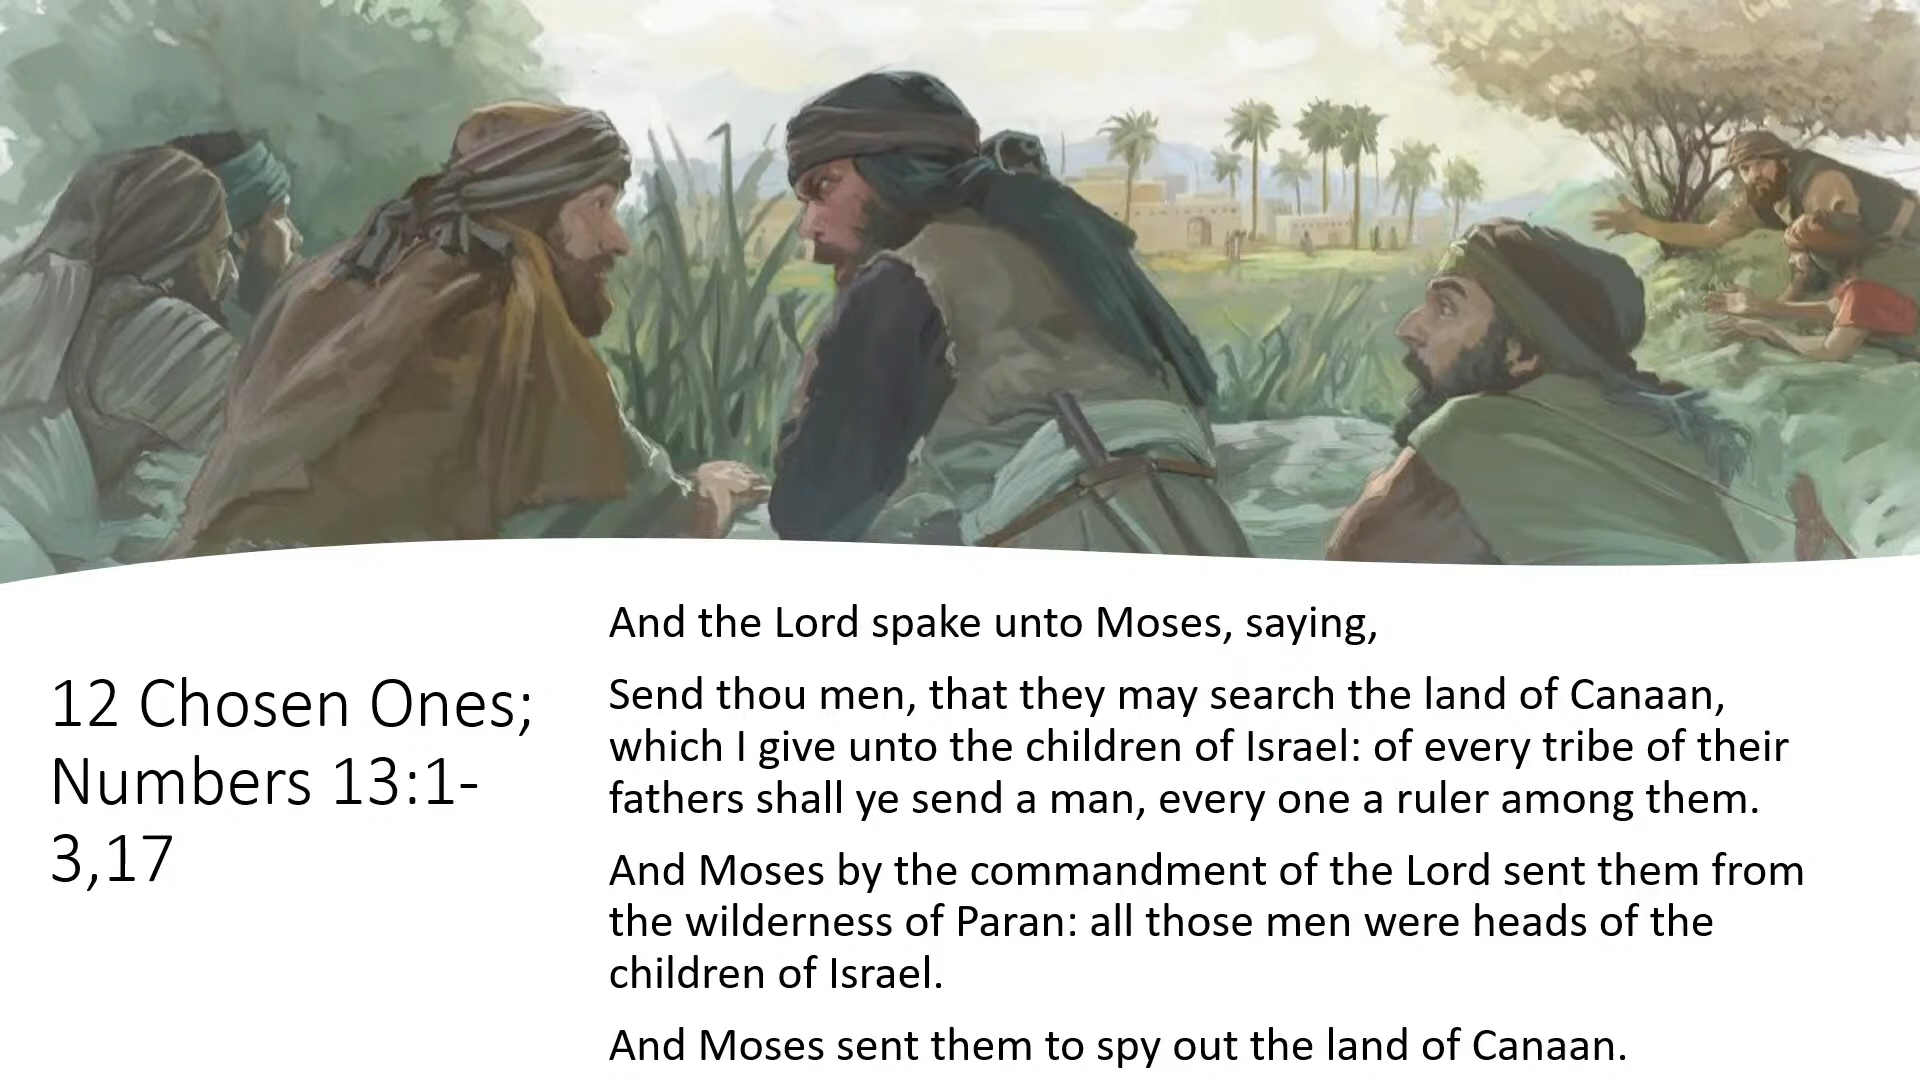 12 Chosen Ones;
Numbers 13:1-
3,17
And the Lord spake unto Moses, saying,
Send thou men, that they may search the land of Canaan,
which I give unto the children of Israel: of every tribe of their
fathers shall ye send a man, every one a ruler among them.
And Moses by the commandment of the Lord sent them from
the wilderness of Paran: all those men were heads of the
children of Israel.
And Moses sent them to spy out the land of Canaan.